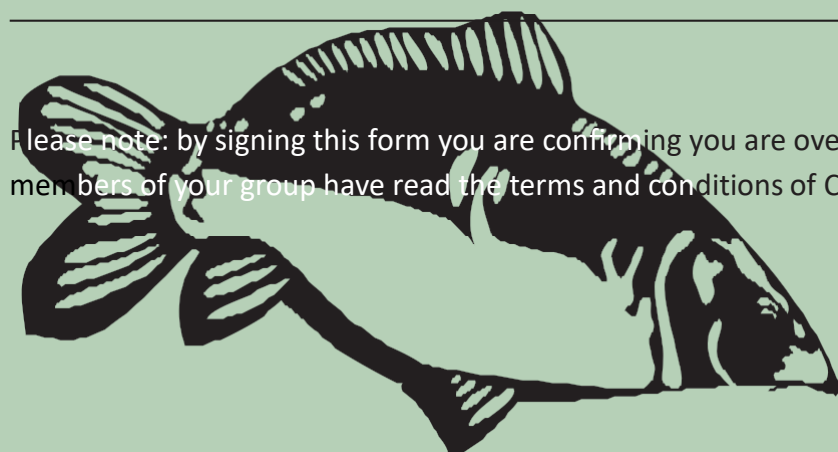 Please note: by signing this form you are confirming you are ove
members of your group have read the terms and conditions of C